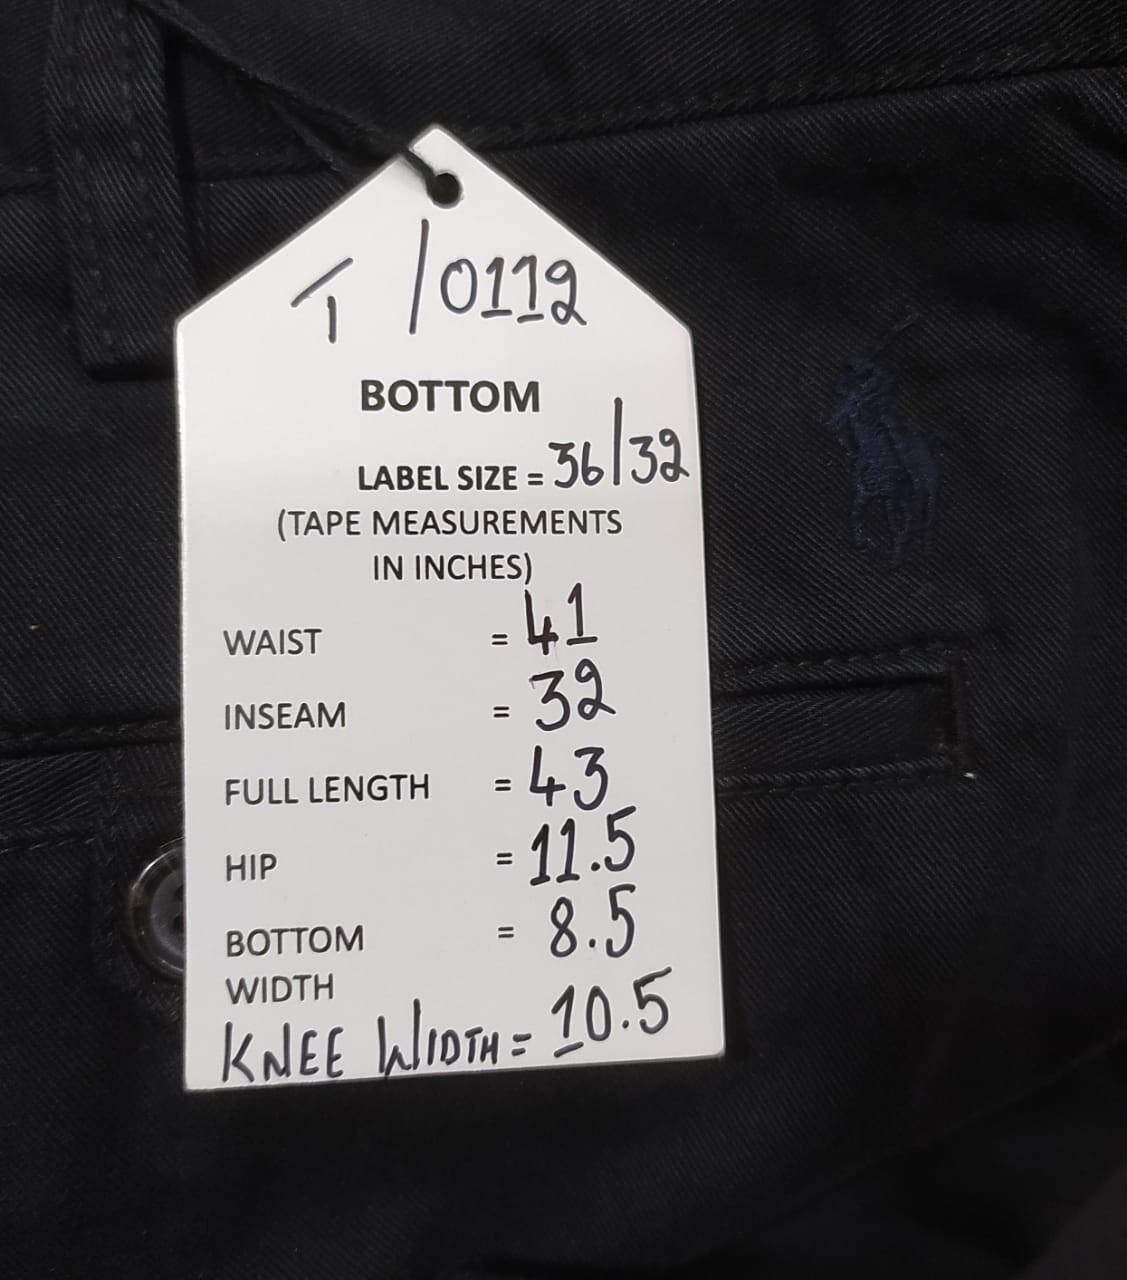 T/0112
BOTTOM
LABEL SIZE = 36/32
(TAPE MEASUREMENTS
IN INCHES)
WAIST = 41
INSEAM = 32
FULL LENGTH = 43
HIP = 11.5
BOTTOM = 8.5
WIDTH
KNEE WIDTH = 10.5